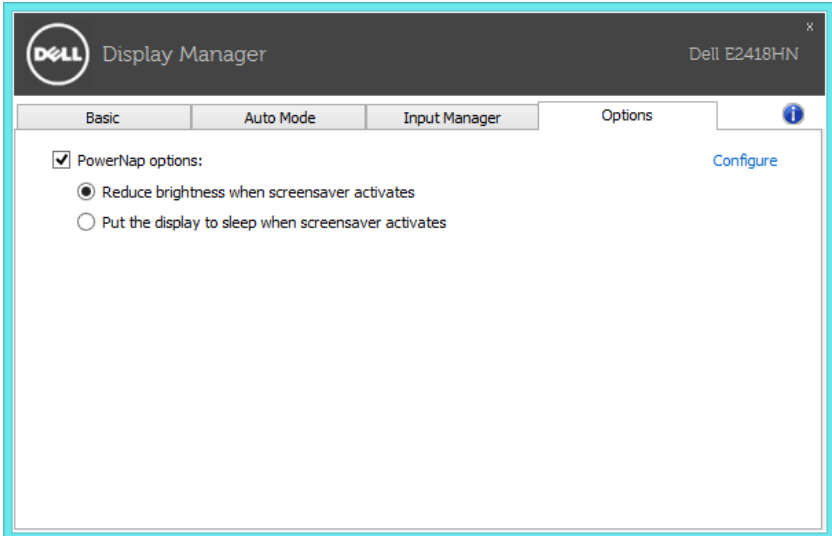 DELL Display Manager Dell E2418HN x
Basic Auto Mode Input Manager Options i
PowerNap options: Configure
Reduce brightness when screensaver activates
Put the display to sleep when screensaver activates